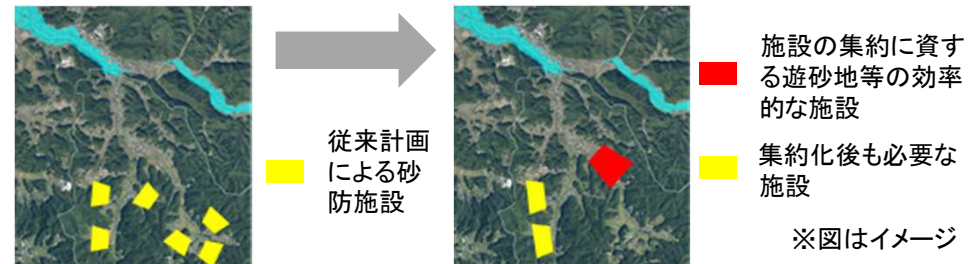 従来計画
による砂
防施設
施設の集約に資す
る遊砂地等の効率
的な施設
集約化後も必要な
施設
※図はイメージ